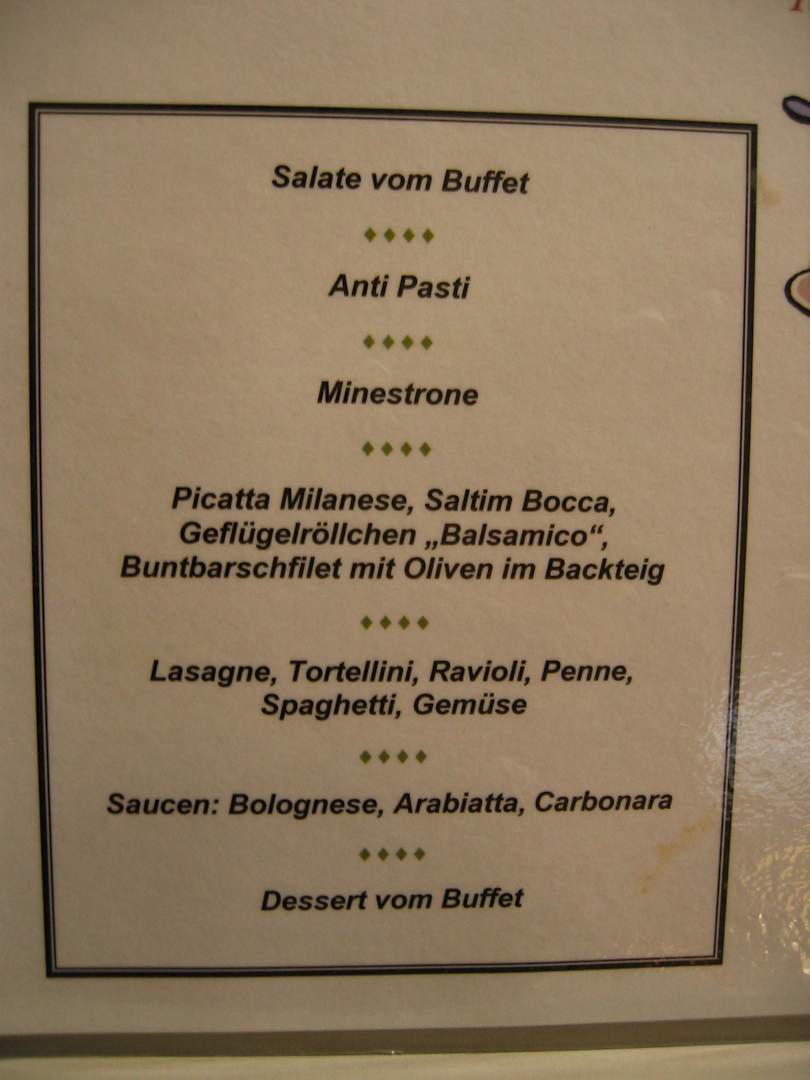 Salate vom Buffet
Anti Pasti
Minestrone
Picatta Milanese, Saltim Bocca,
Geflügelröllchen „Balsamico“,
Buntbarschfilet mit Oliven im Backteig
Lasagne, Tortellini, Ravioli, Penne,
Spaghetti, Gemüse
Saucen: Bolognese, Arabiatta, Carbonara
Dessert vom Buffet